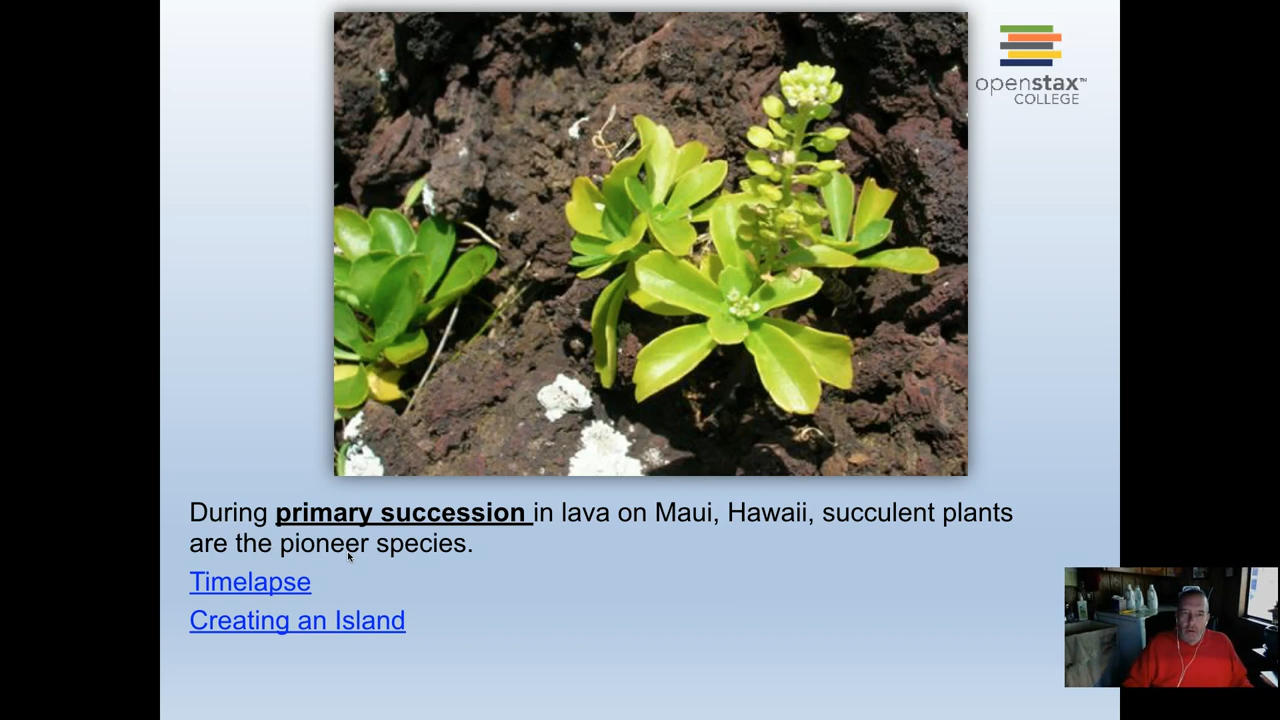 openstax™
COLLEGE
During primary succession in lava on Maui, Hawaii, succulent plants
are the pioneer species.
Timelapse
Creating an Island